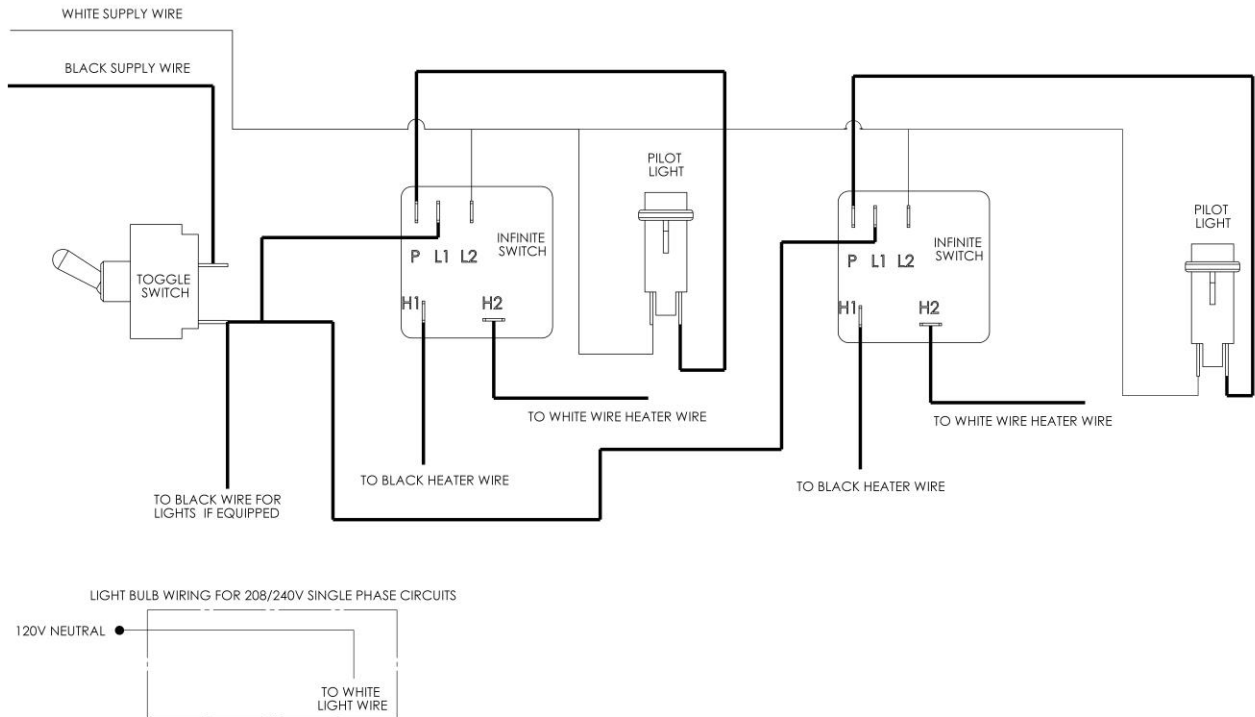 WHITE SUPPLY WIRE
BLACK SUPPLY WIRE
PILOT
LIGHT
PILOT
LIGHT
TOGGLE
SWITCH
P L1 L2
INFINITE
SWITCH
H1 H2
P L1 L2
INFINITE
SWITCH
H1 H2
TO WHITE WIRE HEATER WIRE
TO WHITE WIRE HEATER WIRE
TO BLACK HEATER WIRE
TO BLACK HEATER WIRE
TO BLACK WIRE FOR
LIGHTS IF EQUIPPED
LIGHT BULB WIRING FOR 208/240V SINGLE PHASE CIRCUITS
120V NEUTRAL
TO WHITE
LIGHT WIRE